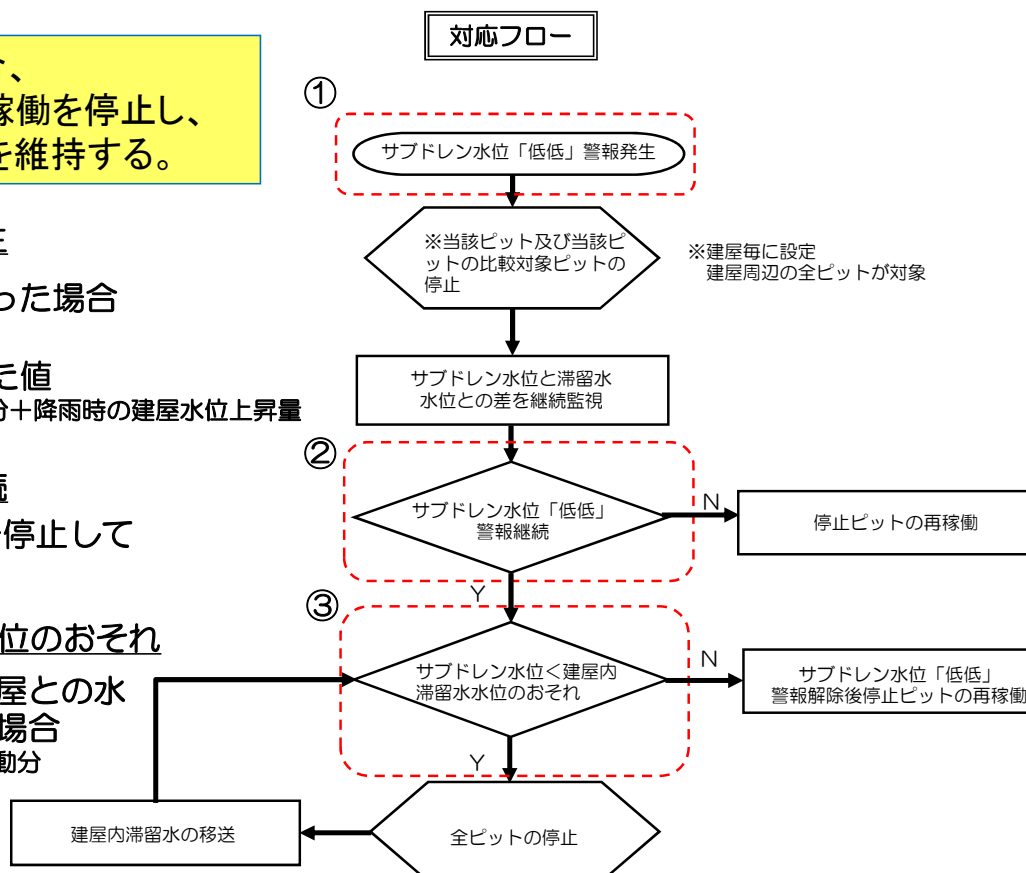 対応フロー
、
稼働を停止し、
を維持する。
った場合
た値
分＋降雨時の建屋水位上昇量
停止して
位のおそれ
屋との水
場合
動分
①
サブドレン水位「低低」警報発生
※当該ピット及び当該ピ
ットの比較対象ピットの
停止
※建屋毎に設定
建屋周辺の全ピットが対象
サブドレン水位と滞留水
水位との差を継続監視
②
サブドレン水位「低低」
警報継続
N
停止ピットの再稼働
Y
③
サブドレン水位＜建屋内
滞留水水位のおそれ
N
サブドレン水位「低低」
警報解除後停止ピットの再稼働
Y
全ピットの停止
建屋内滞留水の移送